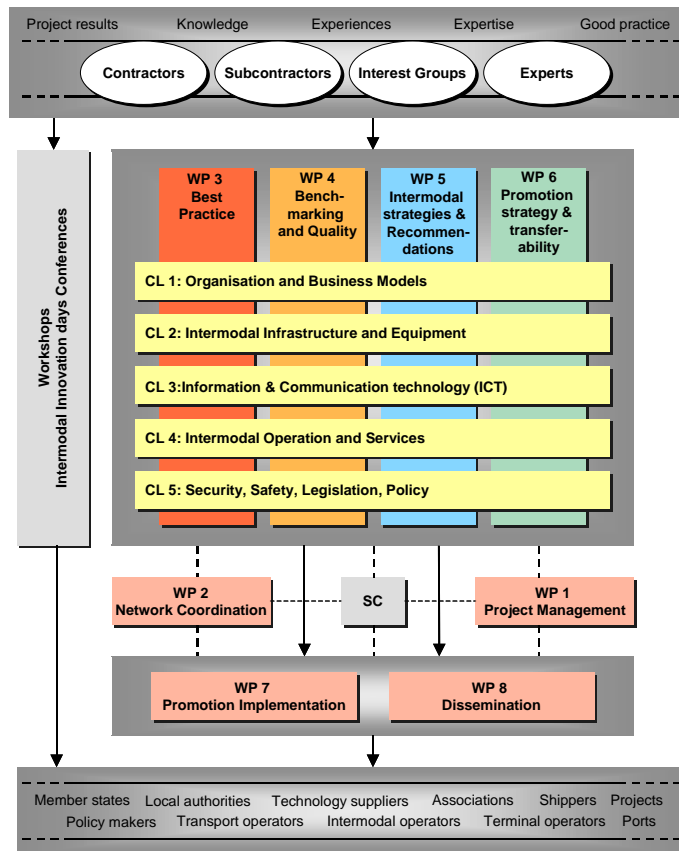 Project results Knowledge Experiences Expertise Good practice
Contractors Subcontractors Interest Groups Experts
Workshops
Intermodal Innovation days Conferences
WP 3
Best
Practice
WP 4
Bench-
marking
and Quality
WP 5
Intermodal
strategies &
Recommen-
dations
WP 6
Promotion
strategy &
transfer-
ability
CL 1: Organisation and Business Models
CL 2: Intermodal Infrastructure and Equipment
CL 3:Information & Communication technology (ICT)
CL 4: Intermodal Operation and Services
CL 5: Security, Safety, Legislation, Policy
WP 2
Network Coordination
SC
WP 1
Project Management
WP 7
Promotion Implementation
WP 8
Dissemination
Member states Local authorities Technology suppliers Associations Shippers Projects
Policy makers Transport operators Intermodal operators Terminal operators Ports